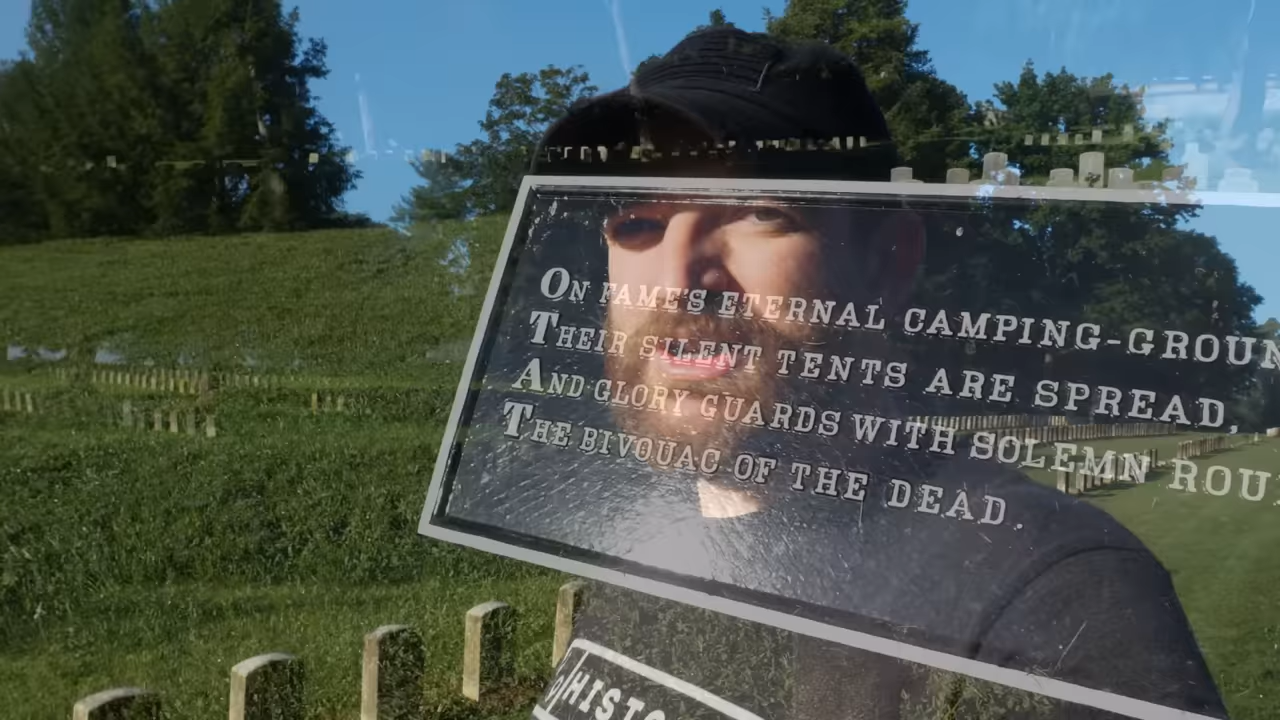 On fame's eternal camping-groun
Their silent tents are spread,
And glory guards with solemn rou
The bivouac of the dead.
HISTO